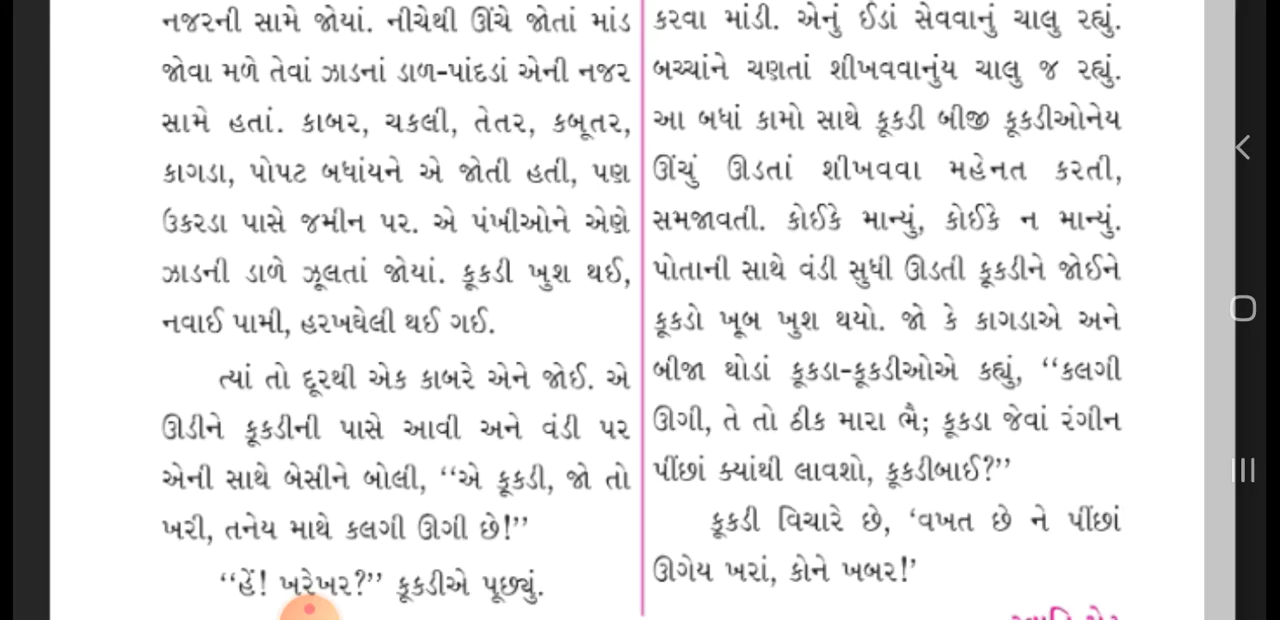 નજરની સામે જોયાં. નીચેથી ઊંચે જોતાં માંડ
જોવા મળે તેવાં ઝાડનાં ડાળ-પાંદડાં એની નજર
સામે હતાં. કાબર, ચકલી, તેતર, કબૂતર,
કાગડા, પોપટ બધાંયને એ જોતી હતી, પણ
ઉકરડા પાસે જમીન પર. એ પંખીઓને એણે
ઝાડની ડાળે ઝૂલતાં જોયાં. કૂકડી ખુશ થઈ,
નવાઈ પામી, હરખઘેલી થઈ ગઈ.
ત્યાં તો દૂરથી એક કાબરે એને જોઈ. એ
ઊડીને કૂકડીની પાસે આવી અને વંડી પર
એની સાથે બેસીને બોલી, “એ કૂકડી, જો તો
ખરી, તનેય માથે કલગી ઊગી છે!”
“હેં! ખરેખર?” કૂકડીએ પૂછ્યું.
કરવા માંડી. એનું ઈંડાં સેવવાનું ચાલુ રહ્યું.
બચ્ચાંને ચણતાં શીખવવાનુંય ચાલુ જ રહ્યું.
આ બધાં કામો સાથે કૂકડી બીજી કૂકડીઓનેય
ઊંચું ઊડતાં શીખવવા મહેનત કરતી,
સમજાવતી. કોઈકે માન્યું, કોઈકે ન માન્યું.
પોતાની સાથે વંડી સુધી ઊડતી કૂકડીને જોઈને
કૂકડો ખૂબ ખુશ થયો. જો કે કાગડાએ અને
બીજા થોડાં કૂકડા-કૂકડીઓએ કહ્યું, “કલગી
ઊગી, તે તો ઠીક મારા ભૈ; કૂકડા જેવાં રંગીન
પીંછાં ક્યાંથી લાવશો, કૂકડીબાઈ?”
કૂકડી વિચારે છે, ‘વખત છે ને પીંછાં
ઊગેય ખરાં, કોને ખબર!’